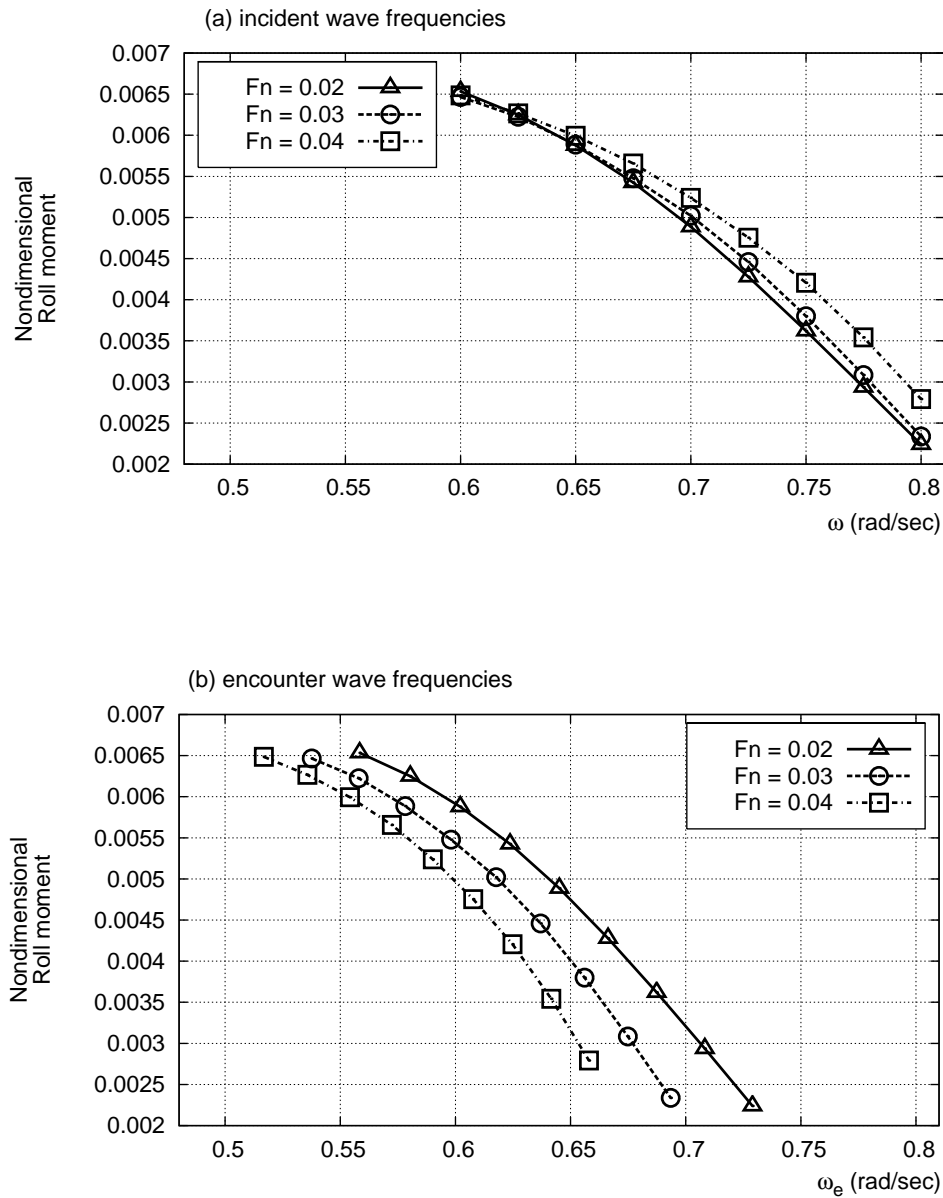 (a) incident wave frequencies
0.007
0.0065
0.006
0.0055
0.005
0.0045
0.004
0.0035
0.003
0.0025
0.002
Nondimensional
Roll moment
Fn = 0.02
Fn = 0.03
Fn = 0.04
0.5 0.55 0.6 0.65 0.7 0.75 0.8
ω (rad/sec)
(b) encounter wave frequencies
0.007
0.0065
0.006
0.0055
0.005
0.0045
0.004
0.0035
0.003
0.0025
0.002
Nondimensional
Roll moment
Fn = 0.02
Fn = 0.03
Fn = 0.04
0.5 0.55 0.6 0.65 0.7 0.75 0.8
ωe (rad/sec)